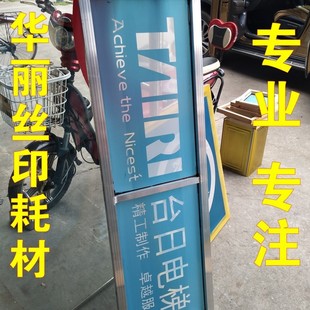 华丽丝印耗材
专业 专注
TAIRI
Achieve the Nicest
台日电梯
精工制作 卓越服